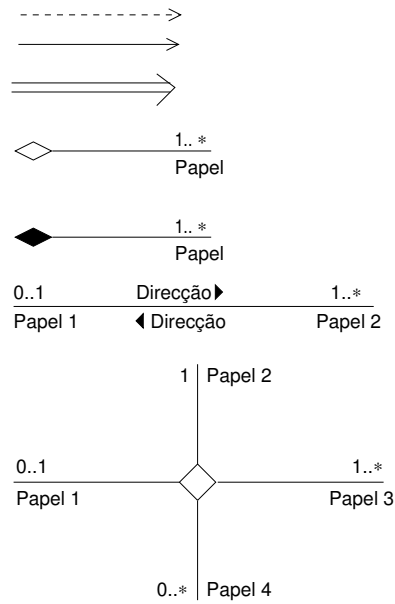 1.. *
Papel
1.. *
Papel
0..1 Direcção 1..*
Papel 1 Direcção Papel 2
1 Papel 2
0..1 1..*
Papel 1 Papel 3
0..* Papel 4